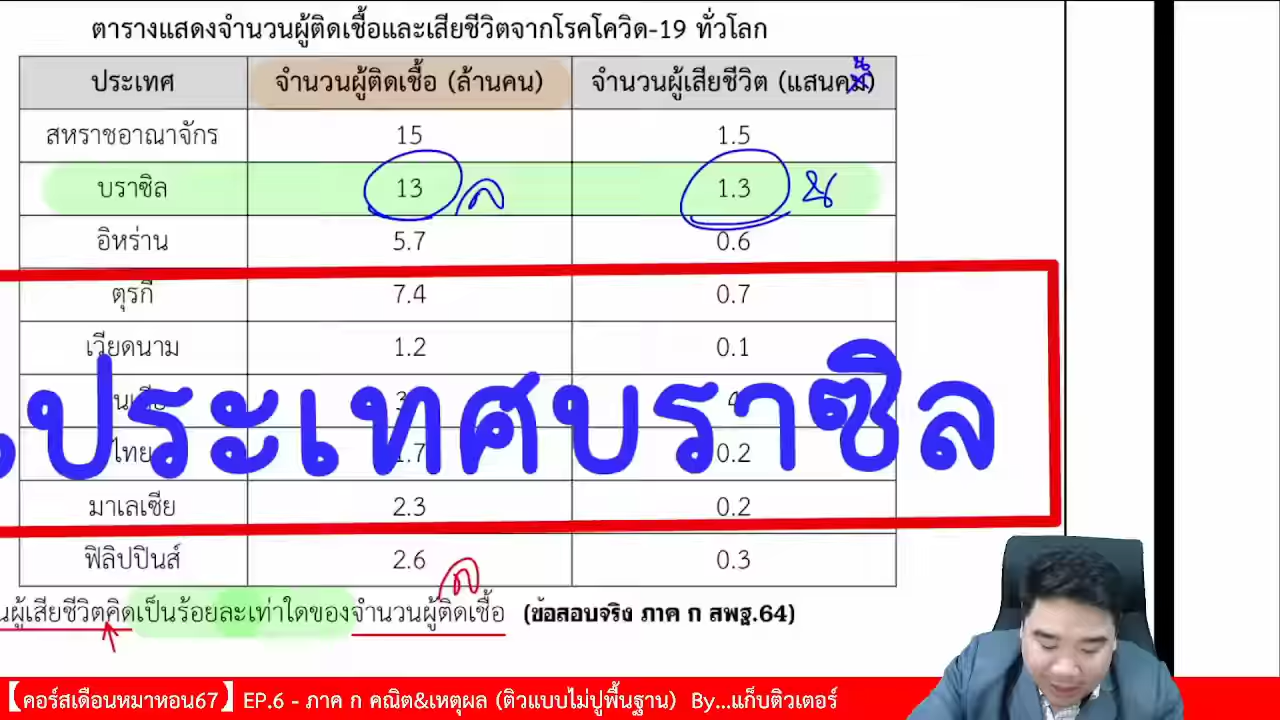 ตารางแสดงจำนวนผู้ติดเชื้อและเสียชีวิตจากโรคโควิด-19 ทั่วโลก
ประเทศ จำนวนผู้ติดเชื้อ (ล้านคน) จำนวนผู้เสียชีวิต (แสนคน)
สหราชอาณาจักร 15 1.5
บราซิล 13 ล 1.3 ส
อิหร่าน 5.7 0.6
ตุรกี 7.4 0.7
เวียดนาม 1.2 0.1
ประเทศบราซิล
ไทย 1.7 0.2
มาเลเซีย 2.3 0.2
ฟิลิปปินส์ 2.6 0.3
ล
ผู้เสียชีวิตคิดเป็นร้อยละเท่าใดของจำนวนผู้ติดเชื้อ (ข้อสอบจริง ภาค ก สพฐ.64)
【คอร์สเดือนหมาหอน67】 EP.6 - ภาค ก คณิต&เหตุผล (ติวแบบไม่ปูพื้นฐาน) By...แก็บติวเตอร์